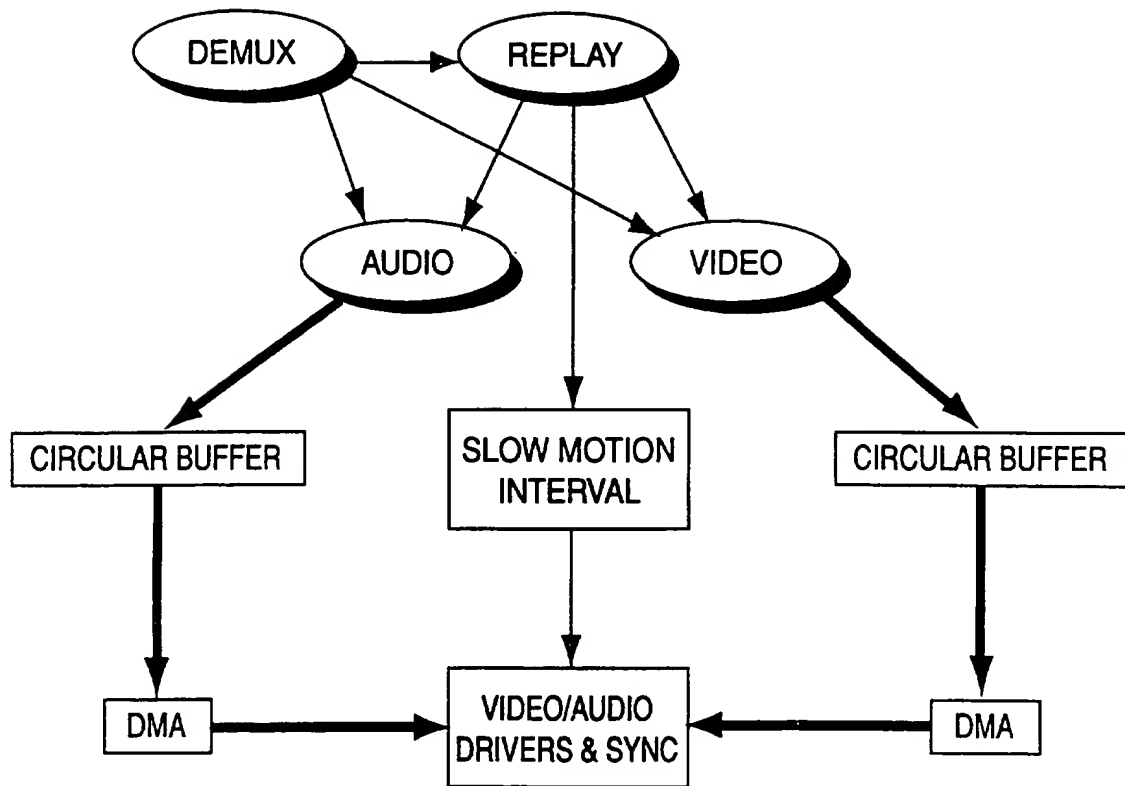 DEMUX
REPLAY
AUDIO
VIDEO
CIRCULAR BUFFER
SLOW MOTION
INTERVAL
CIRCULAR BUFFER
DMA
VIDEO/AUDIO
DRIVERS & SYNC
DMA